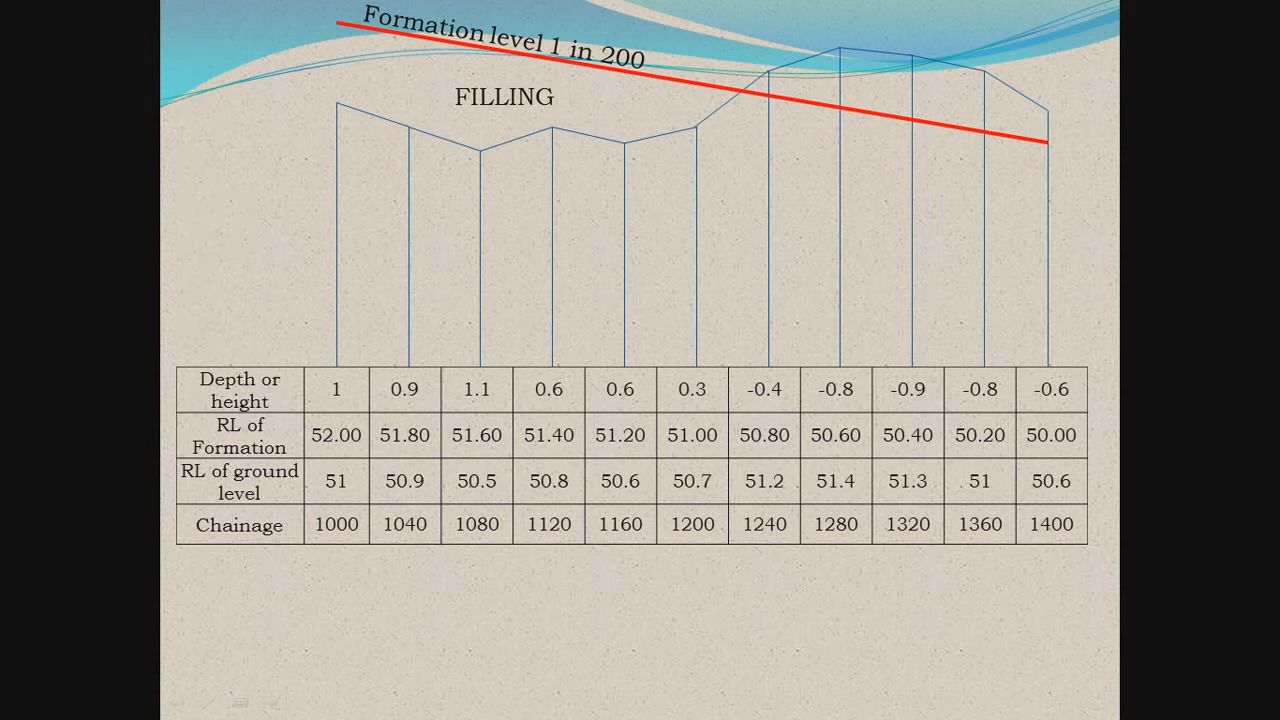 Formation level 1 in 200
FILLING
Depth or height 1 0.9 1.1 0.6 0.6 0.3 -0.4 -0.8 -0.9 -0.8 -0.6
RL of Formation 52.00 51.80 51.60 51.40 51.20 51.00 50.80 50.60 50.40 50.20 50.00
RL of ground level 51 50.9 50.5 50.8 50.6 50.7 51.2 51.4 51.3 51 50.6
Chainage 1000 1040 1080 1120 1160 1200 1240 1280 1320 1360 1400